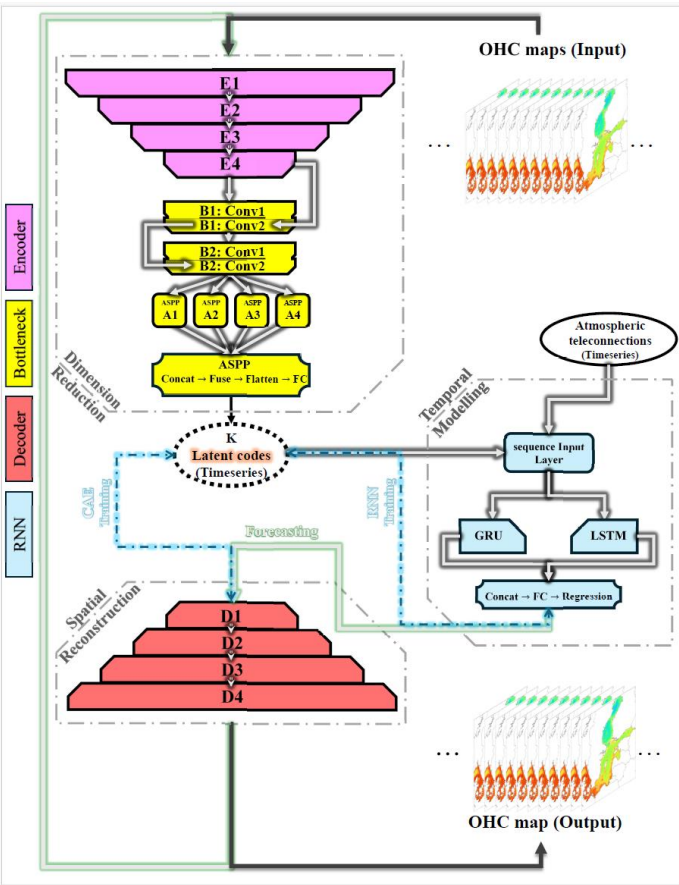 OHC maps (Input)
E1
E2
E3
E4
B1: Conv1
B1: Conv2
B2: Conv1
B2: Conv2
ASPP
A1
ASPP
A2
ASPP
A3
ASPP
A4
ASPP
Concat → Fuse → Flatten → FC
Dimension
Reduction
Encoder
Bottleneck
Decoder
RNN
K
Latent codes
(Timeseries)
Atmospheric
teleconnections
(Timeseries)
Temporal
Modelling
sequence Input
Layer
GRU
LSTM
Concat → FC → Regression
CAE
Training
RNN
Training
Forecasting
Spatial
Reconstruction
D1
D2
D3
D4
... ...
... ...
OHC map (Output)